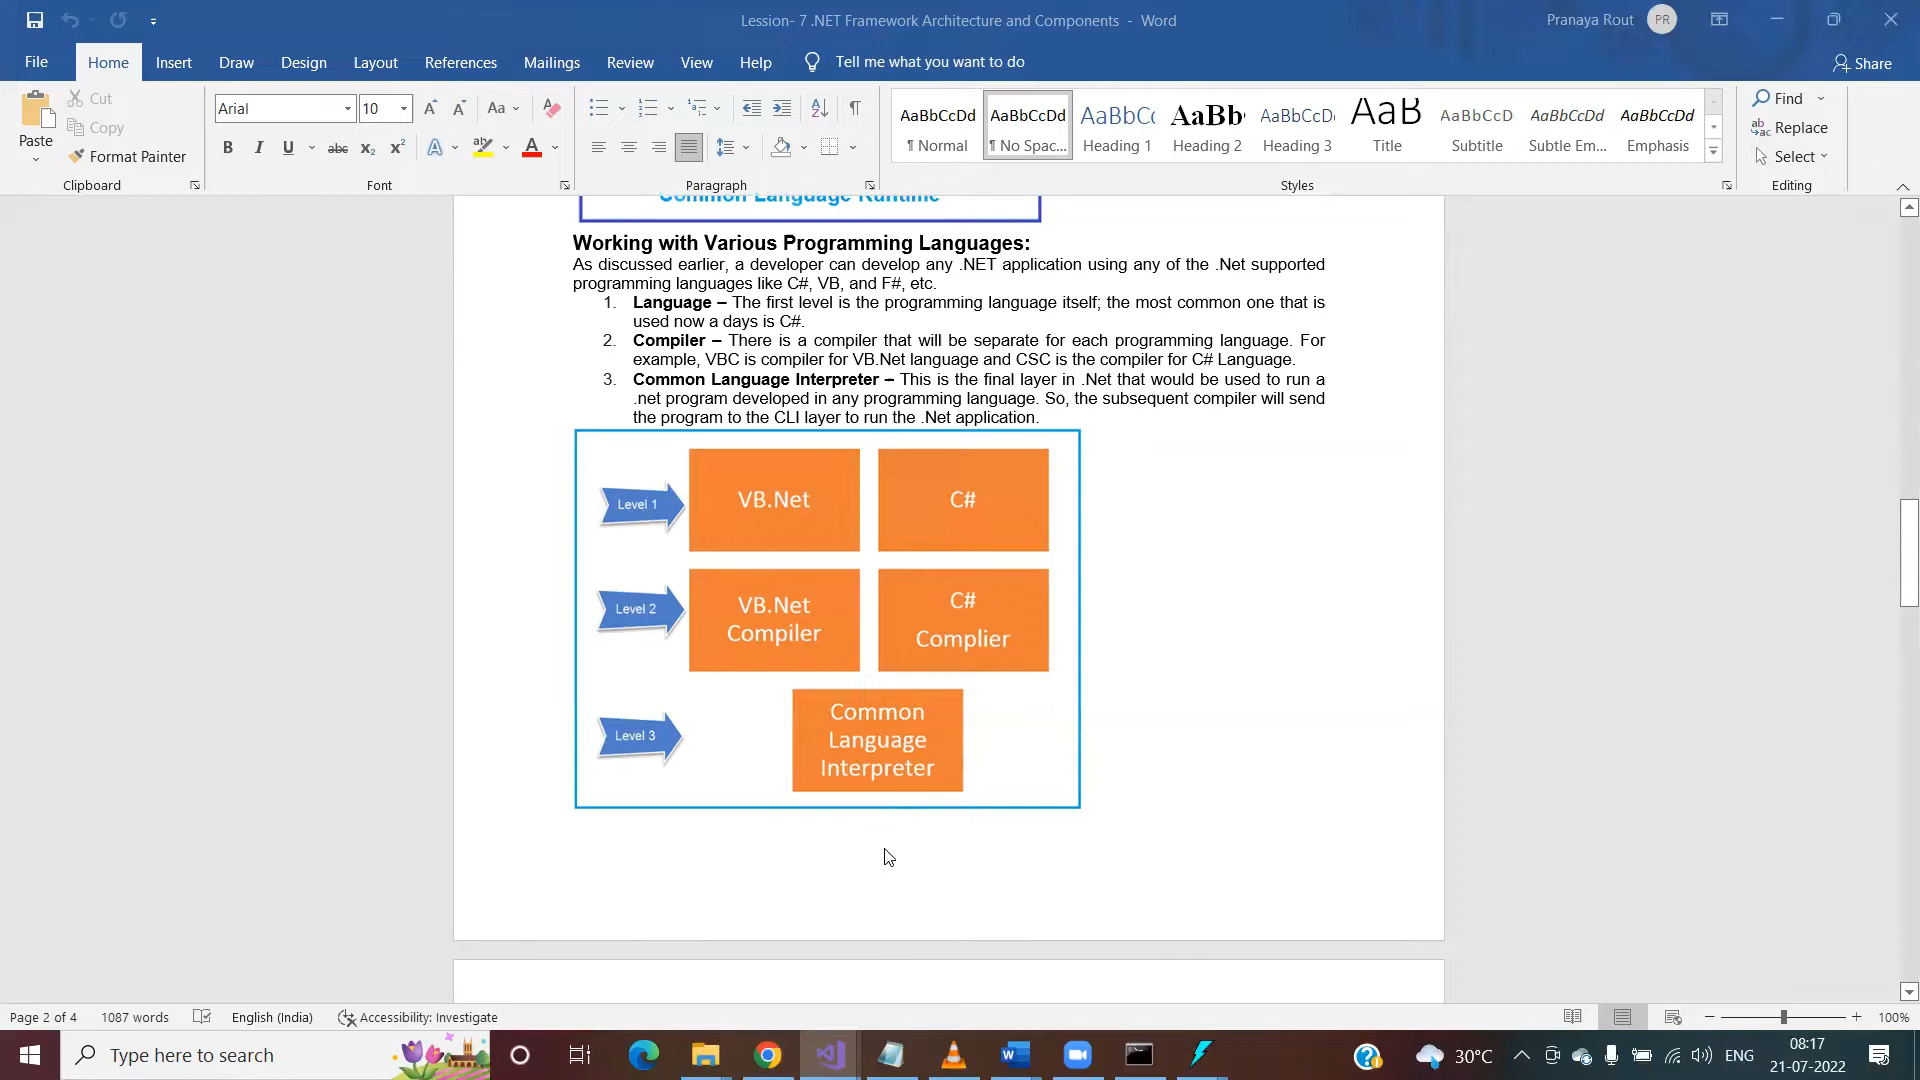 Lession- 7 .NET Framework Architecture and Components - Word
Pranaya Rout PR
File Home Insert Draw Design Layout References Mailings Review View Help Tell me what you want to do Share
Paste
Cut
Copy
Format Painter
Clipboard
Arial 10 Aa
B I U abc x₂ x² A ab A
Font
Paragraph
AaBbCcDd AaBbCcDd AaBbCc AaBb AaBbCcD AaB AaBbCcD AaBbCcDd AaBbCcDd
¶ Normal ¶ No Spac... Heading 1 Heading 2 Heading 3 Title Subtitle Subtle Em... Emphasis
Styles
Find
Replace
Select
Editing
Common Language Runtime
Working with Various Programming Languages:
As discussed earlier, a developer can develop any .NET application using any of the .Net supported
programming languages like C#, VB, and F#, etc.
1. Language – The first level is the programming language itself; the most common one that is
used now a days is C#.
2. Compiler – There is a compiler that will be separate for each programming language. For
example, VBC is compiler for VB.Net language and CSC is the compiler for C# Language.
3. Common Language Interpreter – This is the final layer in .Net that would be used to run a
.net program developed in any programming language. So, the subsequent compiler will send
the program to the CLI layer to run the .Net application.
Level 1 VB.Net C#
Level 2
VB.Net
Compiler
C#
Complier
Level 3
Common
Language
Interpreter
Page 2 of 4 1087 words English (India) Accessibility: Investigate 100%
Type here to search
30°C ENG
08:17
21-07-2022